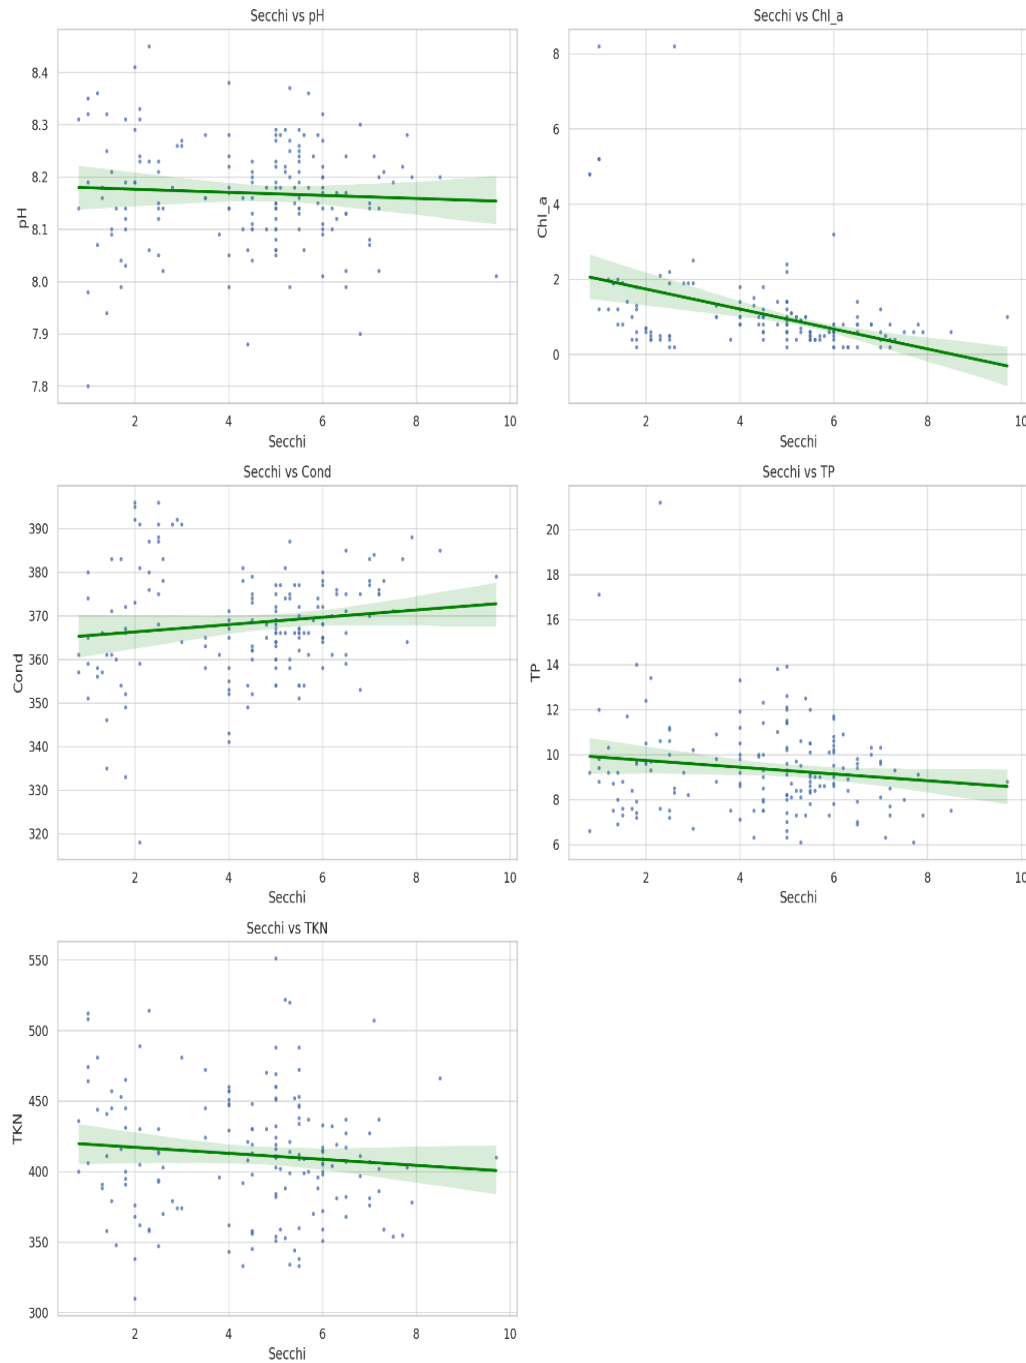 Secchi vs pH
8.4
8.3
8.2
8.1
8.0
7.9
7.8
pH
2 4 6 8 10
Secchi
Secchi vs Chl_a
8
6
4
2
0
Chl_a
2 4 6 8 10
Secchi
Secchi vs Cond
390
380
370
360
350
340
330
320
Cond
2 4 6 8 10
Secchi
Secchi vs TP
20
18
16
14
12
10
8
6
TP
2 4 6 8 10
Secchi
Secchi vs TKN
550
500
450
400
350
300
TKN
2 4 6 8 10
Secchi